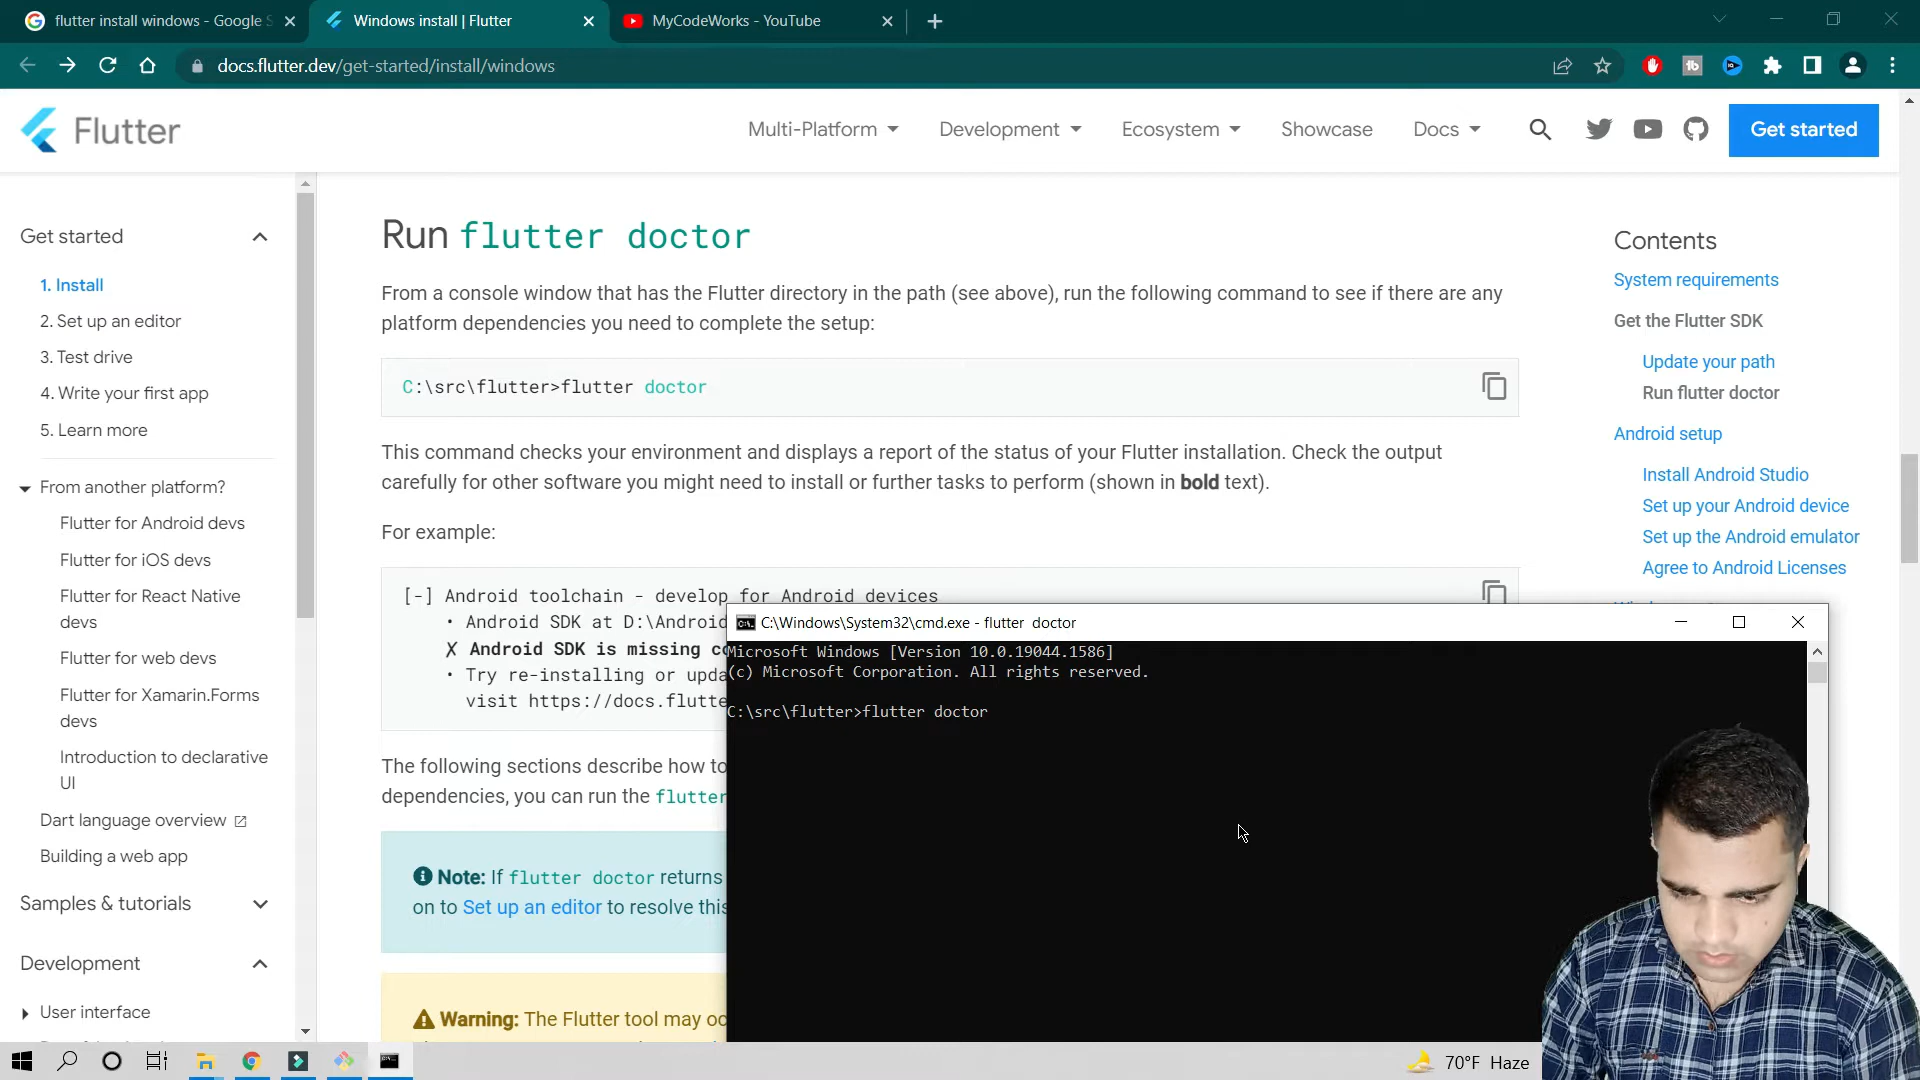 flutter install windows - Google S
Windows install | Flutter
MyCodeWorks - YouTube
docs.flutter.dev/get-started/install/windows
Flutter
Multi-Platform
Development
Ecosystem
Showcase
Docs
Get started
Get started
1. Install
2. Set up an editor
3. Test drive
4. Write your first app
5. Learn more
From another platform?
Flutter for Android devs
Flutter for iOS devs
Flutter for React Native
devs
Flutter for web devs
Flutter for Xamarin.Forms
devs
Introduction to declarative
UI
Dart language overview
Building a web app
Samples & tutorials
Development
User interface
Run flutter doctor
From a console window that has the Flutter directory in the path (see above), run the following command to see if there are any
platform dependencies you need to complete the setup:
C:\src\flutter>flutter doctor
This command checks your environment and displays a report of the status of your Flutter installation. Check the output
carefully for other software you might need to install or further tasks to perform (shown in bold text).
For example:
[-] Android toolchain - develop for Android devices
• Android SDK at D:\Android
✗ Android SDK is missing co
• Try re-installing or upda
visit https://docs.flutte
The following sections describe how to
dependencies, you can run the flutter
Note: If flutter doctor returns
on to Set up an editor to resolve this
Warning: The Flutter tool may oc
Contents
System requirements
Get the Flutter SDK
Update your path
Run flutter doctor
Android setup
Install Android Studio
Set up your Android device
Set up the Android emulator
Agree to Android Licenses
C:\Windows\System32\cmd.exe - flutter  doctor
Microsoft Windows [Version 10.0.19044.1586]
(c) Microsoft Corporation. All rights reserved.
C:\src\flutter>flutter doctor
70°F Haze